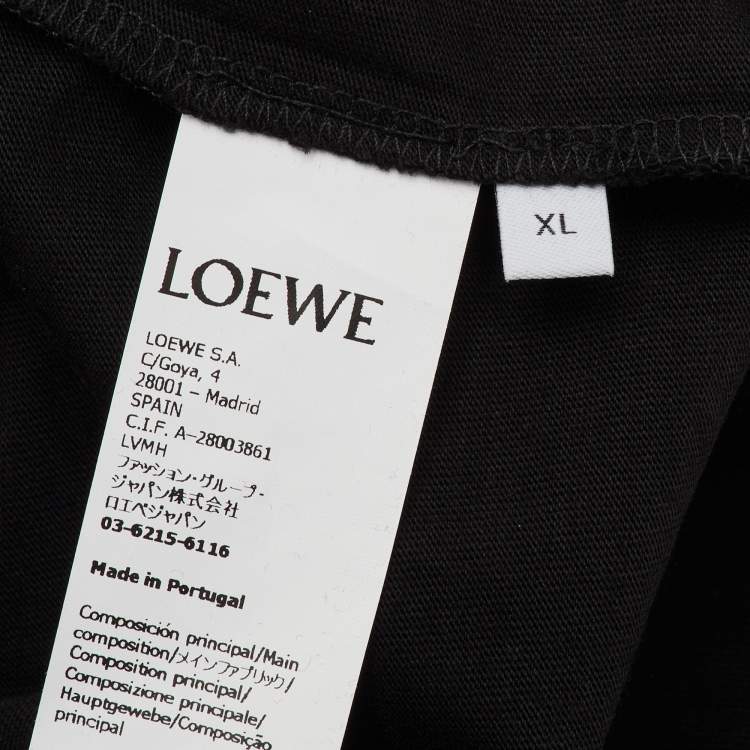 XL
LOEWE
LOEWE S.A.
C/Goya, 4
28001 – Madrid
SPAIN
C.I.F. A-28003861
LVMH
ファッション・グループ-
ジャパン株式会社
ロエベジャパン
03-6215-6116
Made in Portugal
Composición principal/Main
composition/メインファブリック/
Composition principal/
Composizione principale/
Hauptgewebe/Composição
principal